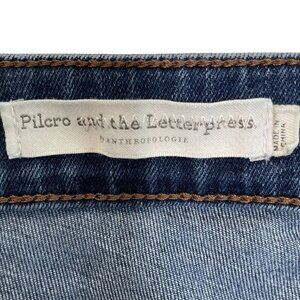 Pilcro and the Letterpress
ANTHROPOLOGIE
MADE IN
CHINA